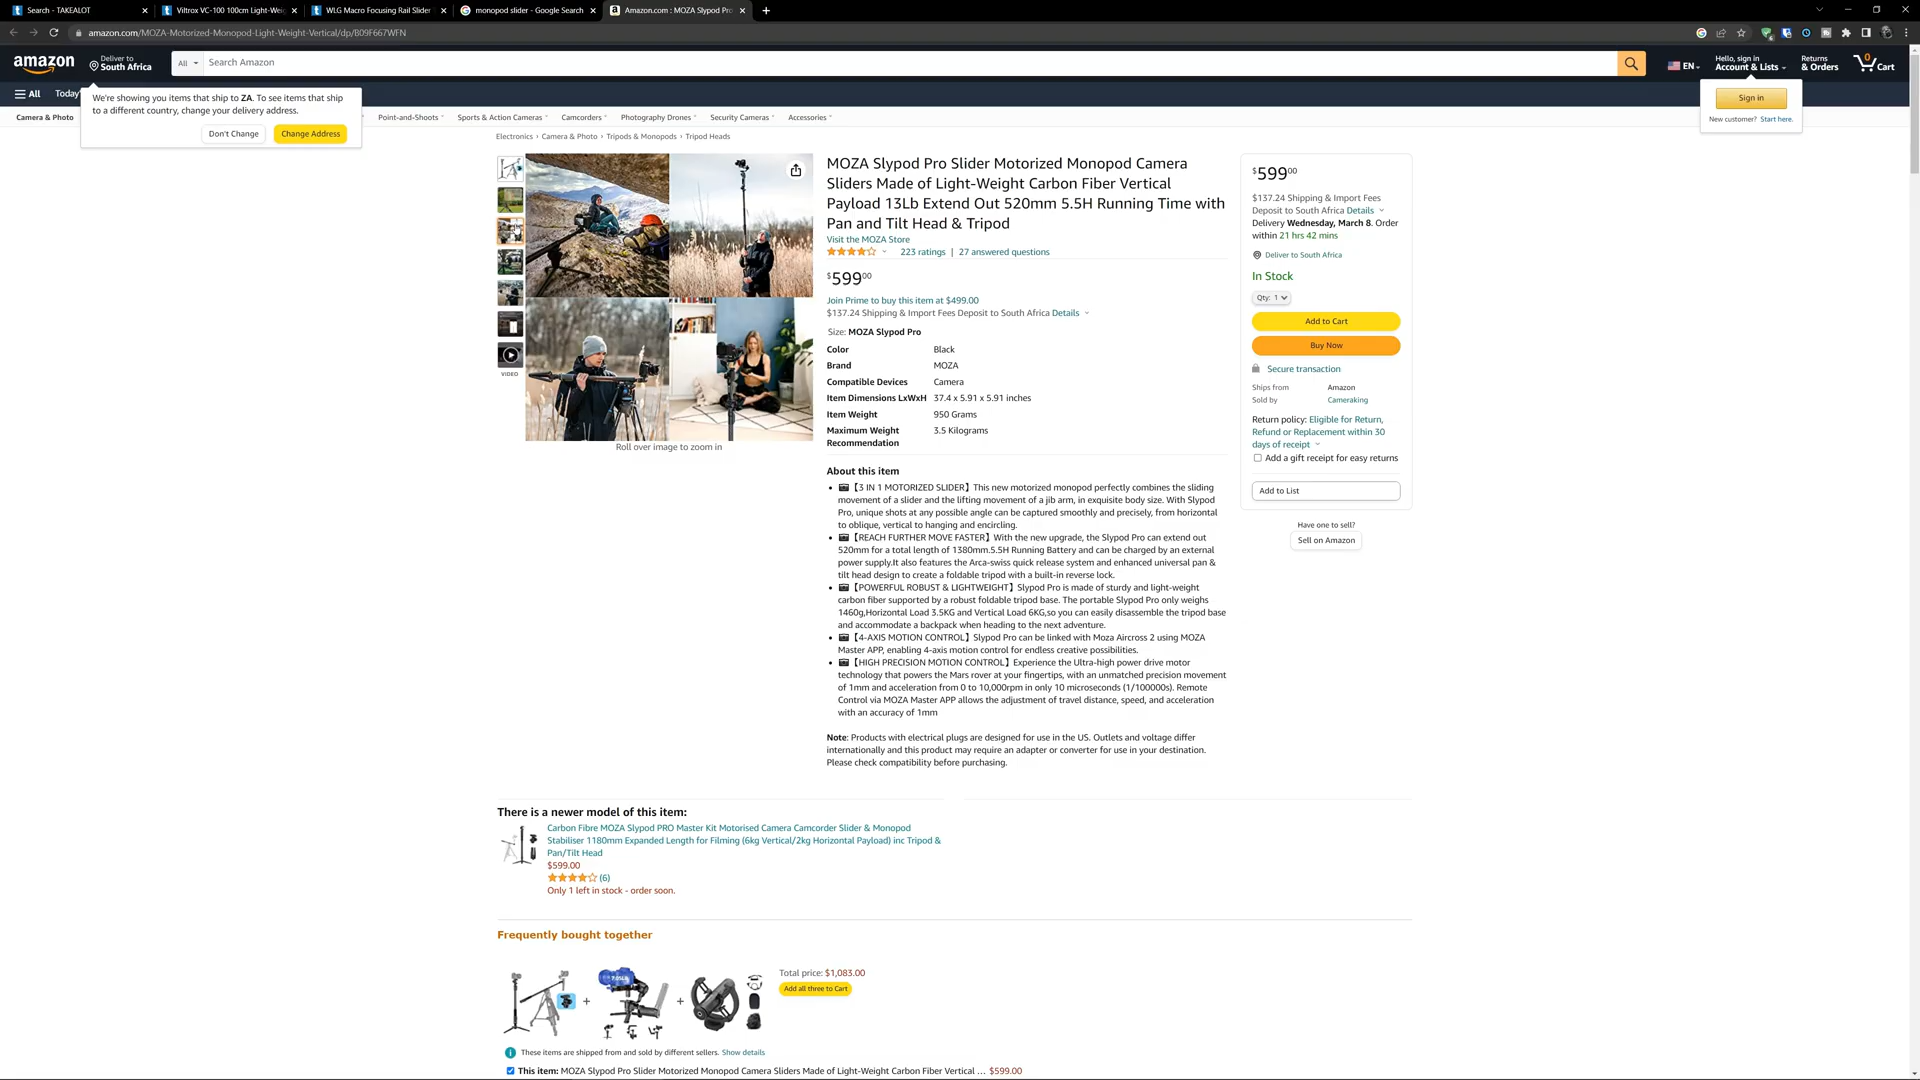 Search - TAKEALOT
Viltrox VC-100 100cm Light-Wei
WLG Macro Focusing Rail Slider
monopod slider - Google Search
Amazon.com : MOZA Slypod Pro
amazon.com/MOZA-Motorized-Monopod-Light-Weight-Vertical/dp/B09F667WFN
amazon
Deliver to
South Africa
All
Search Amazon
EN
Hello, sign in
Account & Lists
Returns
& Orders
0
Cart
All
Today'
We're showing you items that ship to ZA. To see items that ship
to a different country, change your delivery address.
Don't Change
Change Address
Sign in
New customer? Start here.
Camera & Photo
Point-and-Shoots
Sports & Action Cameras
Camcorders
Photography Drones
Security Cameras
Accessories
Electronics › Camera & Photo › Tripods & Monopods › Tripod Heads
VIDEO
Roll over image to zoom in
MOZA Slypod Pro Slider Motorized Monopod Camera
Sliders Made of Light-Weight Carbon Fiber Vertical
Payload 13Lb Extend Out 520mm 5.5H Running Time with
Pan and Tilt Head & Tripod
Visit the MOZA Store
223 ratings | 27 answered questions
$59900
Join Prime to buy this item at $499.00
$137.24 Shipping & Import Fees Deposit to South Africa Details
Size: MOZA Slypod Pro
Color Black
Brand MOZA
Compatible Devices Camera
Item Dimensions LxWxH 37.4 x 5.91 x 5.91 inches
Item Weight 950 Grams
Maximum Weight 3.5 Kilograms
Recommendation
About this item
• 📷【3 IN 1 MOTORIZED SLIDER】This new motorized monopod perfectly combines the sliding
movement of a slider and the lifting movement of a jib arm, in exquisite body size. With Slypod
Pro, unique shots at any possible angle can be captured smoothly and precisely, from horizontal
to oblique, vertical to hanging and encircling.
• 📷【REACH FURTHER MOVE FASTER】With the new upgrade, the Slypod Pro can extend out
520mm for a total length of 1380mm.5.5H Running Battery and can be charged by an external
power supply.It also features the Arca-swiss quick release system and enhanced universal pan &
tilt head design to create a foldable tripod with a built-in reverse lock.
• 📷【POWERFUL ROBUST & LIGHTWEIGHT】Slypod Pro is made of sturdy and light-weight
carbon fiber supported by a robust foldable tripod base. The portable Slypod Pro only weighs
1460g,Horizontal Load 3.5KG and Vertical Load 6KG,so you can easily disassemble the tripod base
and accommodate a backpack when heading to the next adventure.
• 📷【4-AXIS MOTION CONTROL】Slypod Pro can be linked with Moza Aircross 2 using MOZA
Master APP, enabling 4-axis motion control for endless creative possibilities.
• 📷【HIGH PRECISION MOTION CONTROL】Experience the Ultra-high power drive motor
technology that powers the Mars rover at your fingertips, with an unmatched precision movement
of 1mm and acceleration from 0 to 10,000rpm in only 10 microseconds (1/100000s). Remote
Control via MOZA Master APP allows the adjustment of travel distance, speed, and acceleration
with an accuracy of 1mm
Note: Products with electrical plugs are designed for use in the US. Outlets and voltage differ
internationally and this product may require an adapter or converter for use in your destination.
Please check compatibility before purchasing.
$59900
$137.24 Shipping & Import Fees
Deposit to South Africa Details
Delivery Wednesday, March 8. Order
within 21 hrs 42 mins
Deliver to South Africa
In Stock
Qty: 1
Add to Cart
Buy Now
Secure transaction
Ships from Amazon
Sold by Cameraking
Return policy: Eligible for Return,
Refund or Replacement within 30
days of receipt
Add a gift receipt for easy returns
Add to List
Have one to sell?
Sell on Amazon
There is a newer model of this item:
Carbon Fibre MOZA Slypod PRO Master Kit Motorised Camera Camcorder Slider & Monopod
Stabiliser 1180mm Expanded Length for Filming (6kg Vertical/2kg Horizontal Payload) inc Tripod &
Pan/Tilt Head
$599.00
(6)
Only 1 left in stock - order soon.
Frequently bought together
+
+
Total price: $1,083.00
Add all three to Cart
These items are shipped from and sold by different sellers. Show details
This item: MOZA Slypod Pro Slider Motorized Monopod Camera Sliders Made of Light-Weight Carbon Fiber Vertical … $599.00